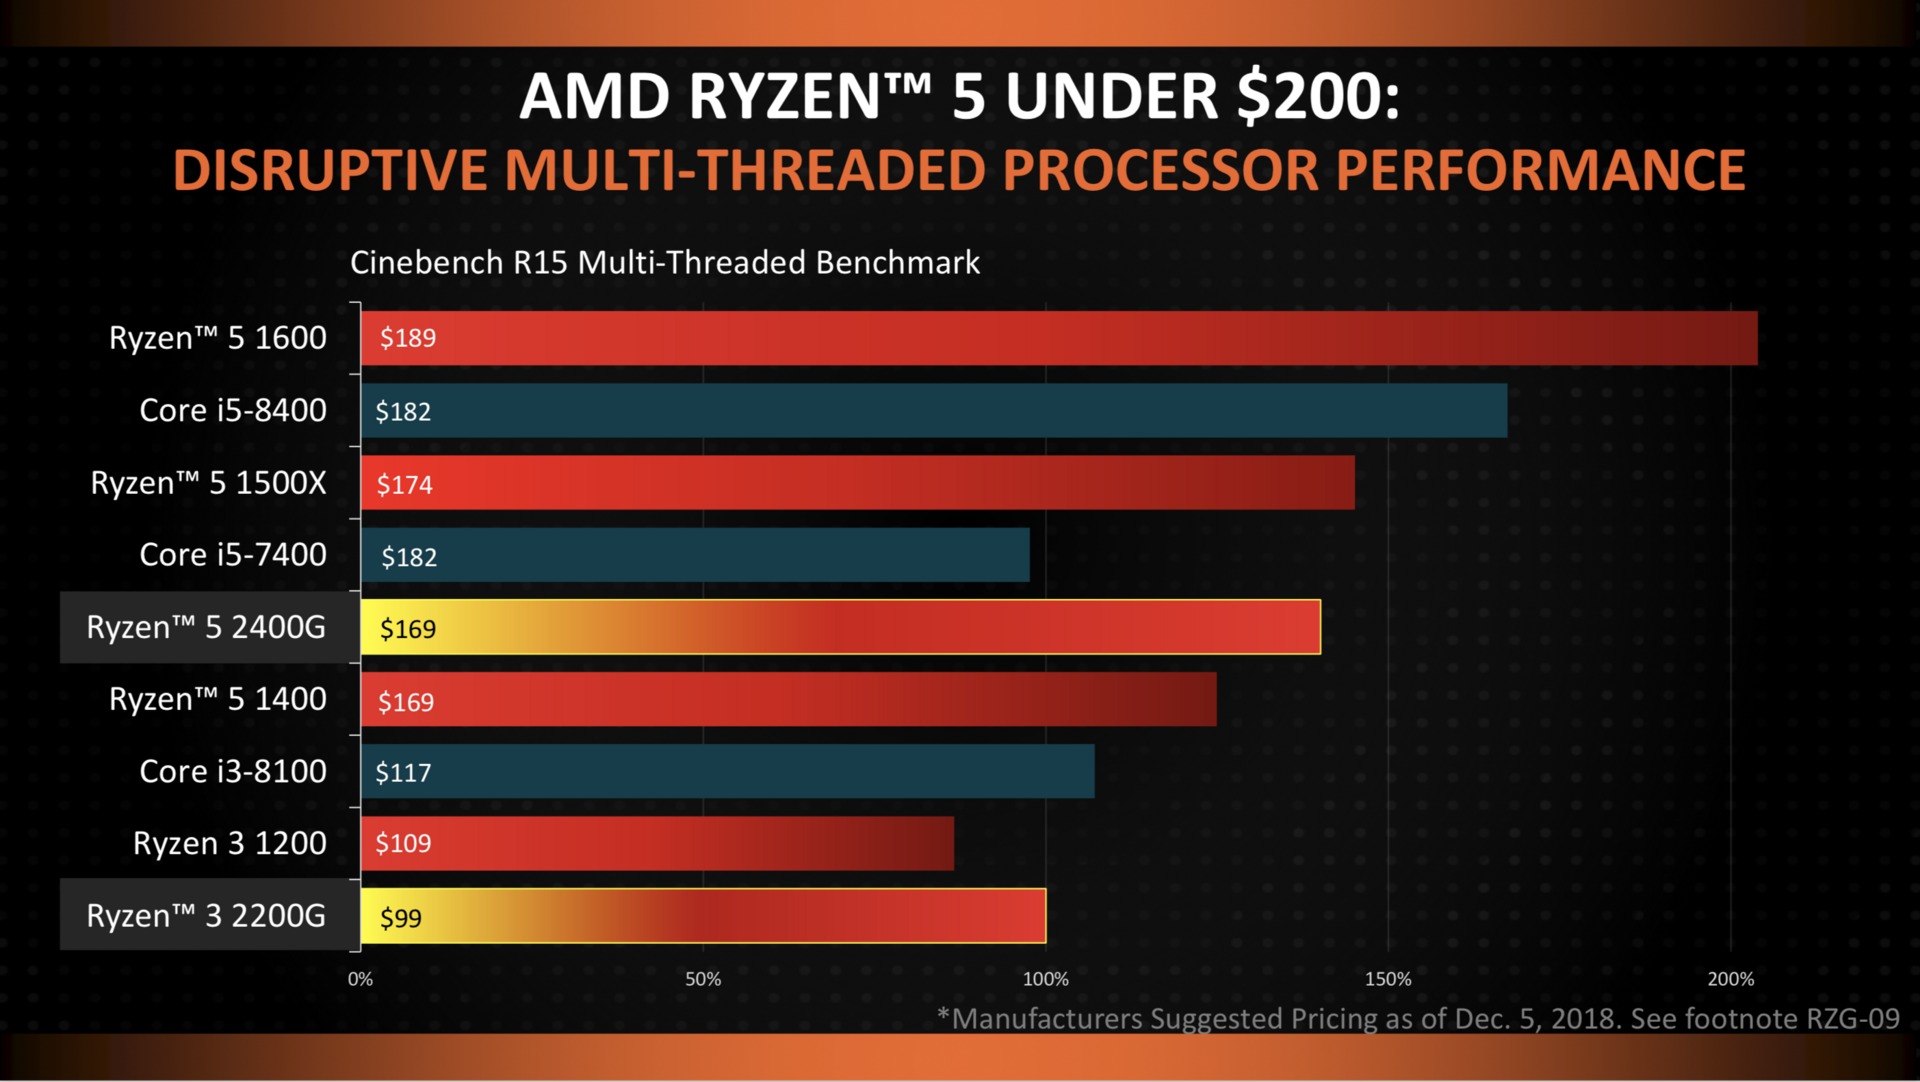 AMD RYZEN™ 5 UNDER $200:
DISRUPTIVE MULTI-THREADED PROCESSOR PERFORMANCE
Cinebench R15 Multi-Threaded Benchmark
Ryzen™ 5 1600 $189
Core i5-8400 $182
Ryzen™ 5 1500X $174
Core i5-7400 $182
Ryzen™ 5 2400G $169
Ryzen™ 5 1400 $169
Core i3-8100 $117
Ryzen 3 1200 $109
Ryzen™ 3 2200G $99
0% 50% 100% 150% 200%
*Manufacturers Suggested Pricing as of Dec. 5, 2018. See footnote RZG-09